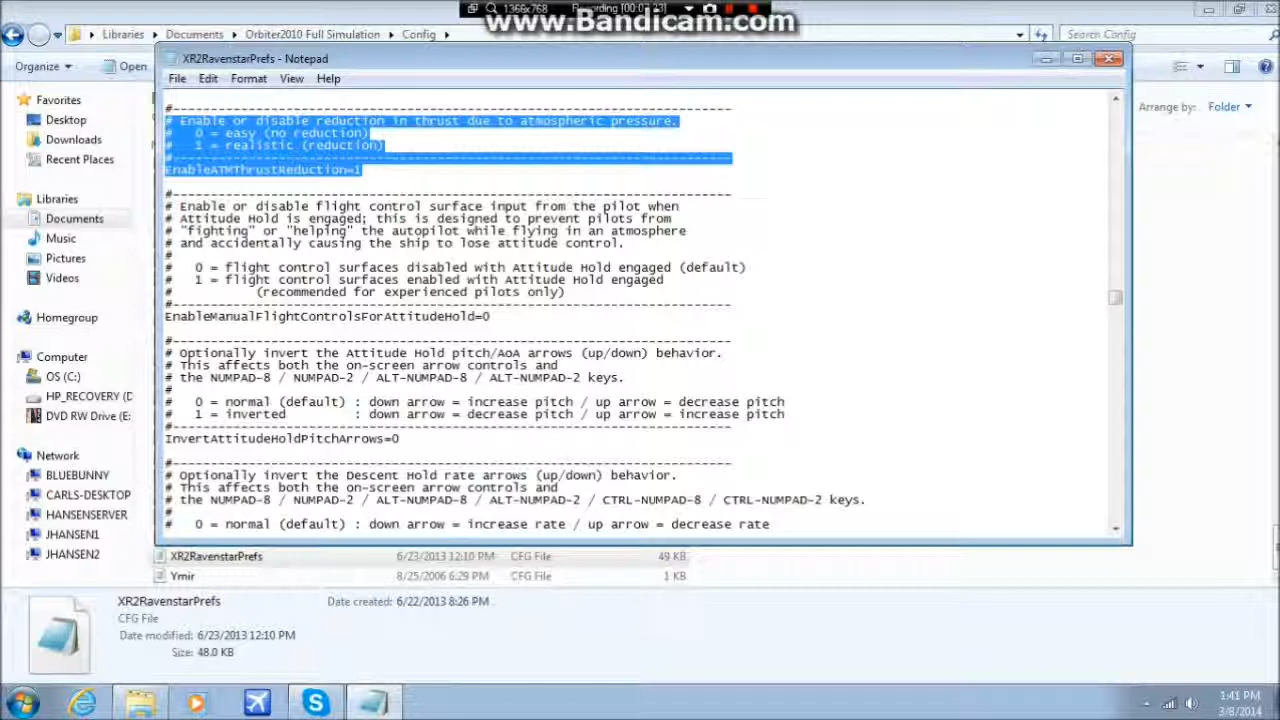 1366x768 Recording [00:07:23]
www.Bandicam.com
Libraries Documents Orbiter2010 Full Simulation Config
Search Config
Organize Open
Arrange by: Folder
XR2RavenstarPrefs - Notepad
File Edit Format View Help
Favorites
Desktop
Downloads
Recent Places
Libraries
Documents
Music
Pictures
Videos
Homegroup
Computer
OS (C:)
HP_RECOVERY (D
DVD RW Drive (E:
Network
BLUEBUNNY
CARLS-DESKTOP
HANSENSERVER
JHANSEN1
JHANSEN2
#---------------------------------------------------------------------------
# Enable or disable reduction in thrust due to atmospheric pressure.
#   0 = easy (no reduction)
#   1 = realistic (reduction)
#---------------------------------------------------------------------------
EnableATMThrustReduction=1
#---------------------------------------------------------------------------
# Enable or disable flight control surface input from the pilot when
# Attitude Hold is engaged; this is designed to prevent pilots from
# "fighting" or "helping" the autopilot while flying in an atmosphere
# and accidentally causing the ship to lose attitude control.
#
#   0 = flight control surfaces disabled with Attitude Hold engaged (default)
#   1 = flight control surfaces enabled with Attitude Hold engaged
#           (recommended for experienced pilots only)
#---------------------------------------------------------------------------
EnableManualFlightControlsForAttitudeHold=0
#---------------------------------------------------------------------------
# Optionally invert the Attitude Hold pitch/AoA arrows (up/down) behavior.
# This affects both the on-screen arrow controls and
# the NUMPAD-8 / NUMPAD-2 / ALT-NUMPAD-8 / ALT-NUMPAD-2 keys.
#
#   0 = normal (default) : down arrow = increase pitch / up arrow = decrease pitch
#   1 = inverted         : down arrow = decrease pitch / up arrow = increase pitch
#---------------------------------------------------------------------------
InvertAttitudeHoldPitchArrows=0
#---------------------------------------------------------------------------
# Optionally invert the Descent Hold rate arrows (up/down) behavior.
# This affects both the on-screen arrow controls and
# the NUMPAD-8 / NUMPAD-2 / ALT-NUMPAD-8 / ALT-NUMPAD-2 / CTRL-NUMPAD-8 / CTRL-NUMPAD-2 keys.
#
#   0 = normal (default) : down arrow = increase rate / up arrow = decrease rate
XR2RavenstarPrefs 6/23/2013 12:10 PM CFG File 49 KB
Ymir 8/25/2006 6:29 PM CFG File 1 KB
XR2RavenstarPrefs Date created: 6/22/2013 8:26 PM
CFG File
Date modified: 6/23/2013 12:10 PM
Size: 48.0 KB
1:41 PM
3/8/2014